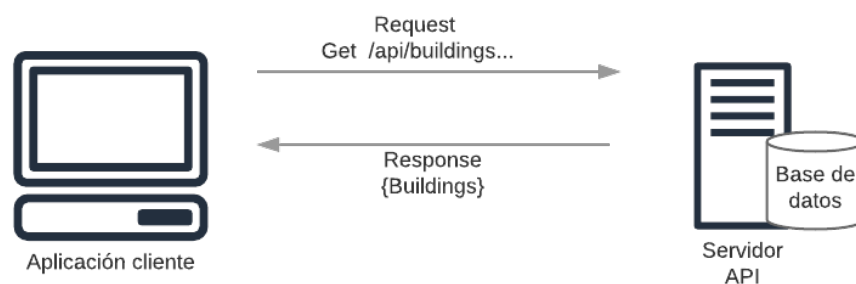 Request
Get /api/buildings...
Response
{Buildings}
Base de
datos
Aplicación cliente
Servidor
API